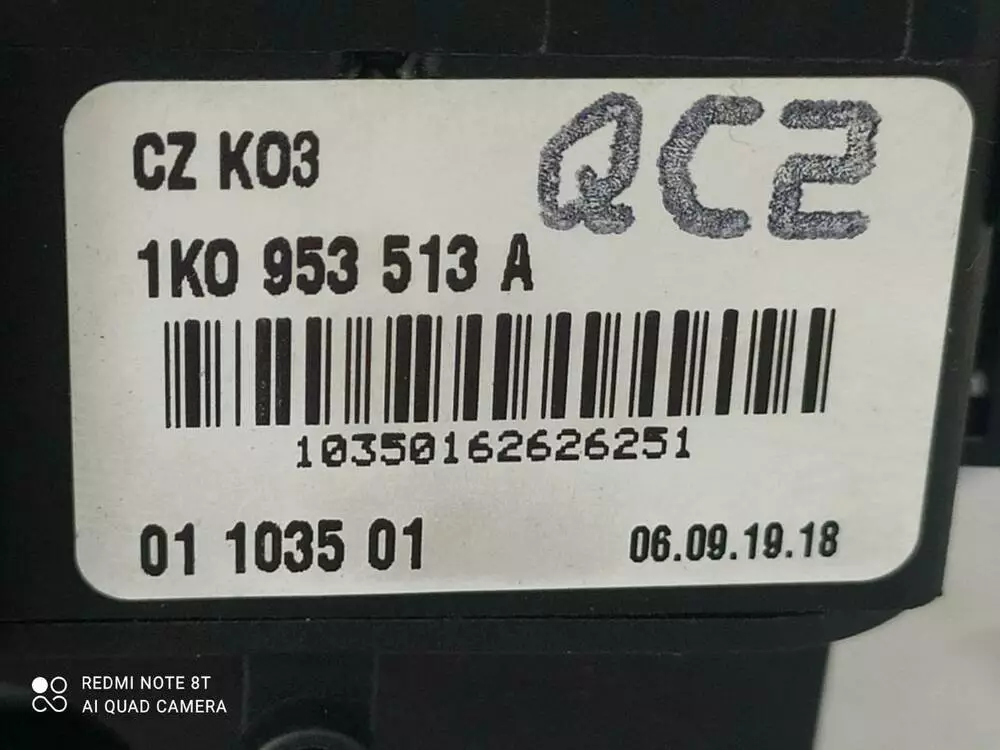 CZ K03
QC2
1K0 953 513 A
10350162626251
01 1035 01
06.09.19.18
REDMI NOTE 8T
AI QUAD CAMERA